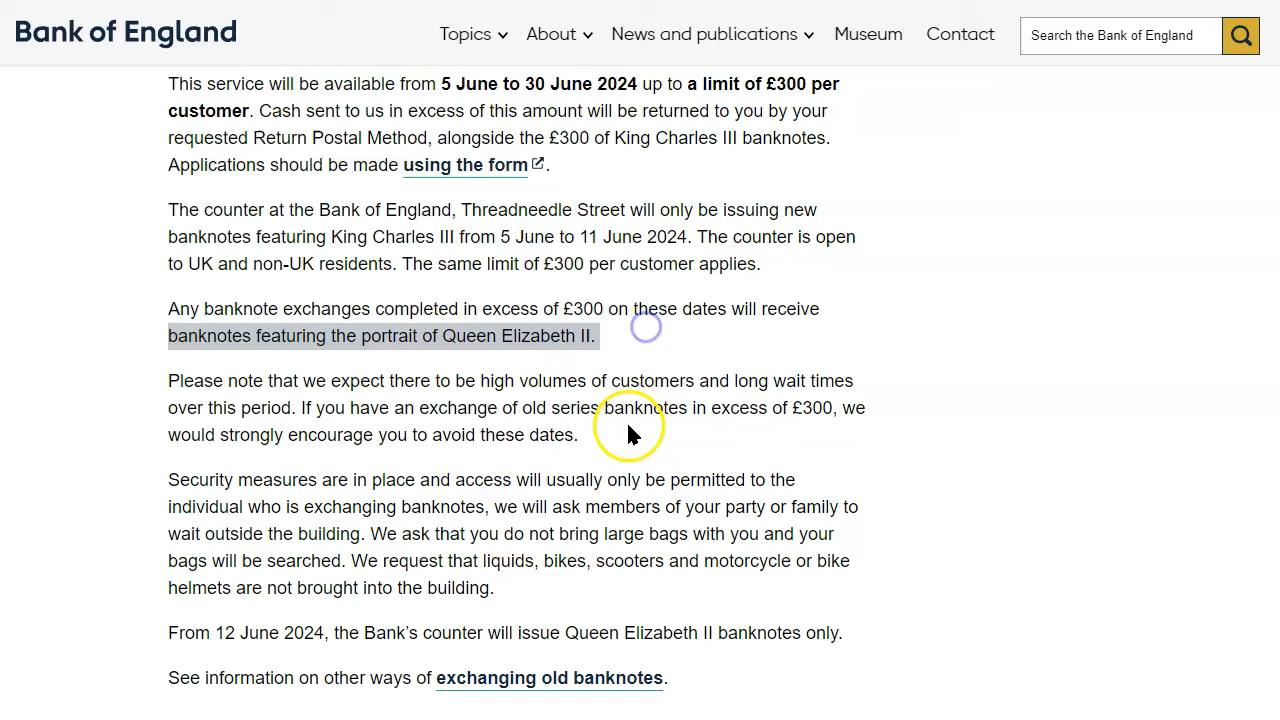 Bank of England
Topics
About
News and publications
Museum
Contact
Search the Bank of England
This service will be available from 5 June to 30 June 2024 up to a limit of £300 per
customer. Cash sent to us in excess of this amount will be returned to you by your
requested Return Postal Method, alongside the £300 of King Charles III banknotes.
Applications should be made using the form.
The counter at the Bank of England, Threadneedle Street will only be issuing new
banknotes featuring King Charles III from 5 June to 11 June 2024. The counter is open
to UK and non-UK residents. The same limit of £300 per customer applies.
Any banknote exchanges completed in excess of £300 on these dates will receive
banknotes featuring the portrait of Queen Elizabeth II.
Please note that we expect there to be high volumes of customers and long wait times
over this period. If you have an exchange of old series banknotes in excess of £300, we
would strongly encourage you to avoid these dates.
Security measures are in place and access will usually only be permitted to the
individual who is exchanging banknotes, we will ask members of your party or family to
wait outside the building. We ask that you do not bring large bags with you and your
bags will be searched. We request that liquids, bikes, scooters and motorcycle or bike
helmets are not brought into the building.
From 12 June 2024, the Bank’s counter will issue Queen Elizabeth II banknotes only.
See information on other ways of exchanging old banknotes.